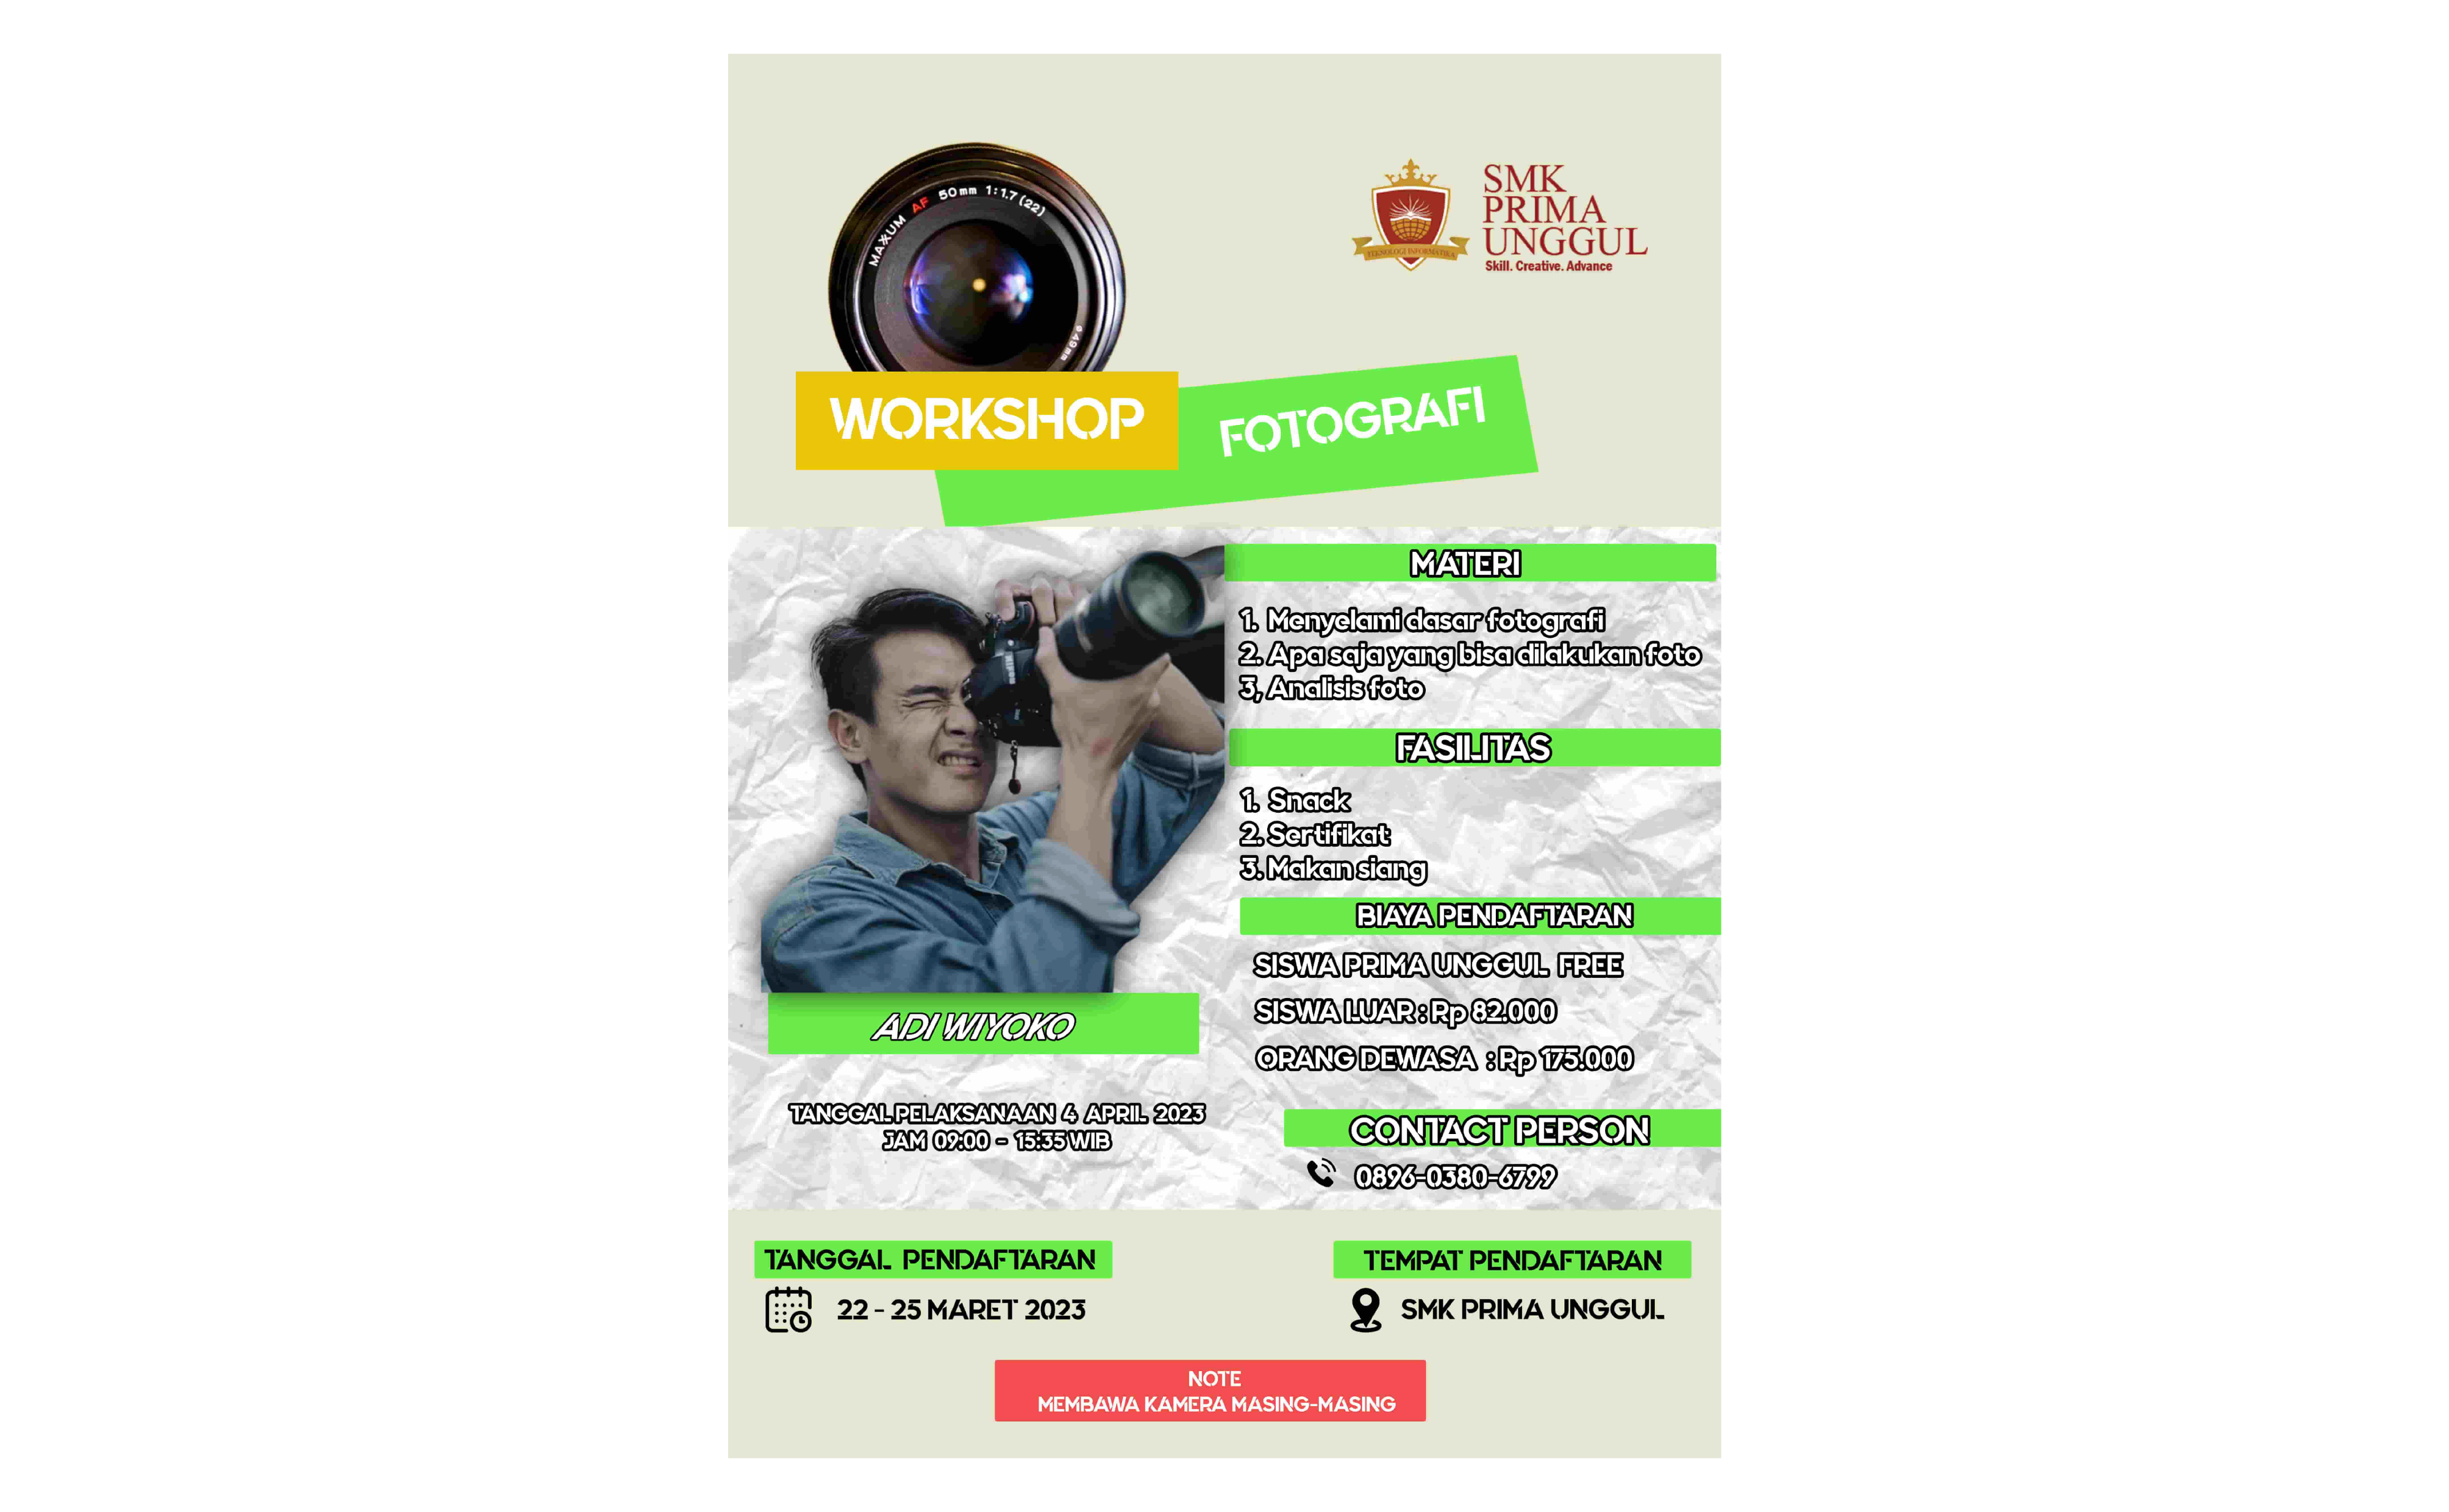 MAXXUM AF 50mm 1:1.7 (22)
ø49mm
TEKNOLOGI INFORMATIKA
SMK
PRIMA
UNGGUL
Skill. Creative. Advance
WORKSHOP
FOTOGRAFI
MATERI
1. Menyelami dasar fotografi
2. Apa saja yang bisa dilakukan foto
3, Analisis foto
FASILITAS
1. Snack
2. Sertifikat
3. Makan siang
BIAYA PENDAFTARAN
SISWA PRIMA UNGGUL FREE
SISWA LUAR : Rp 82.000
ORANG DEWASA : Rp 175.000
ADI WIYOKO
TANGGAL PELAKSANAAN 4 APRIL 2023
JAM 09:00 - 15:35 WIB
CONTACT PERSON
0896-0380-6799
TANGGAL PENDAFTARAN
22 - 25 MARET 2023
TEMPAT PENDAFTARAN
SMK PRIMA UNGGUL
NOTE
MEMBAWA KAMERA MASING-MASING